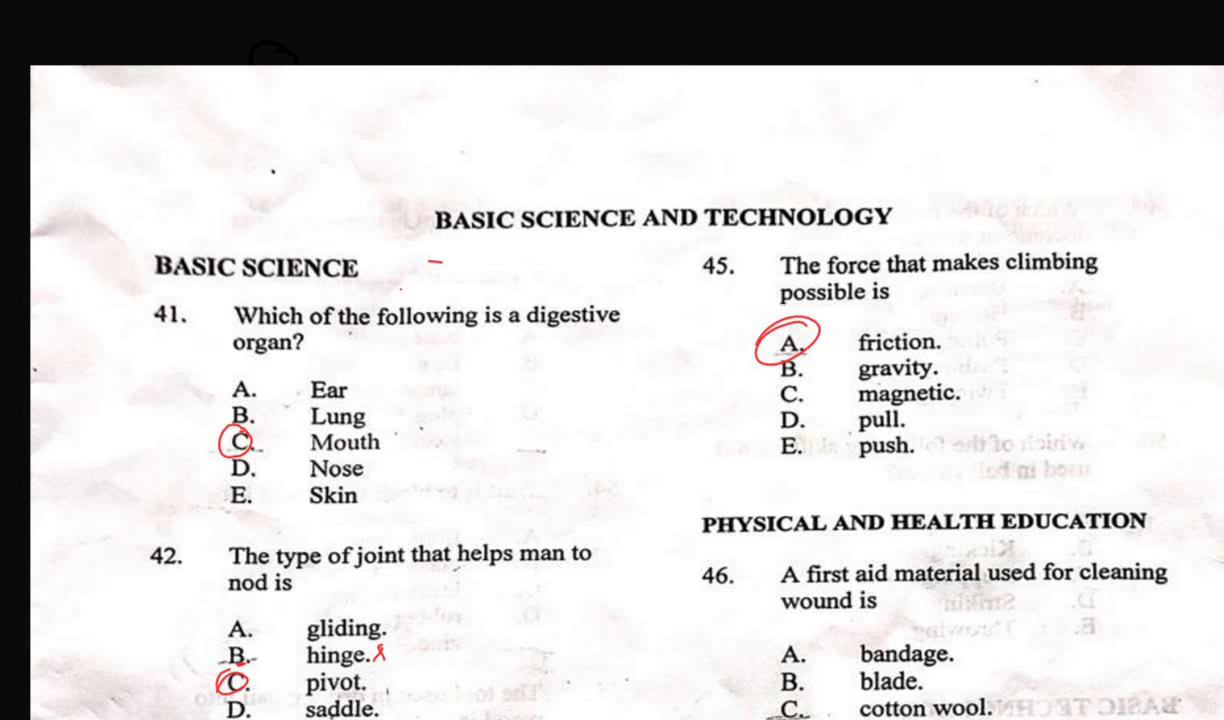 BASIC SCIENCE AND TECHNOLOGY
BASIC SCIENCE
41. Which of the following is a digestive
organ?
A. Ear
B. Lung
C. Mouth
D. Nose
E. Skin
42. The type of joint that helps man to
nod is
A. gliding.
B. hinge.
C. pivot.
D. saddle.
45. The force that makes climbing
possible is
A. friction.
B. gravity.
C. magnetic.
D. pull.
E. push.
PHYSICAL AND HEALTH EDUCATION
46. A first aid material used for cleaning
wound is
A. bandage.
B. blade.
C. cotton wool.